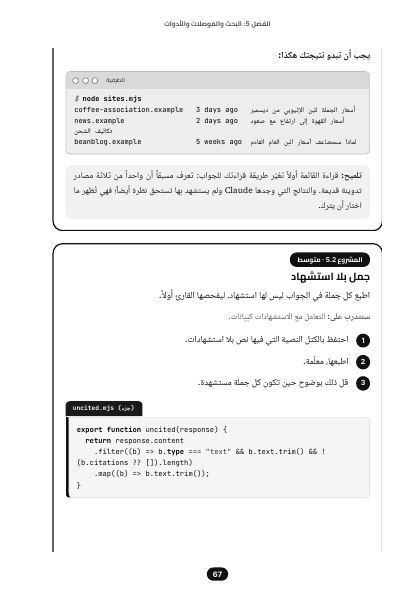 الفصل 5: البحث والموصلات والأدوات
يجب أن تبدو نتيجتك هكذا:
الطرفية
$ node sites.mjs
coffee-association.example 3 days ago أسعار الجملة للبن الإثيوبي من ديسمبر
news.example 2 days ago أسعار القهوة إلى ارتفاع مع صعود
تكاليف الشحن
beanblog.example 5 weeks ago لماذا ستتضاعف أسعار البن العام القادم
تلميح: قراءة القائمة أولاً تغيّر طريقة قراءتك للجواب: تعرف مسبقاً أن واحداً من ثلاثة مصادر
تدوينة قديمة. والنتائج التي وجدها Claude ولم يستشهد بها تستحق نظرة أيضاً؛ فهي تُظهر ما
اختار أن يترك.
المشروع 5.2 · متوسط
جمل بلا استشهاد
اطبع كل جملة في الجواب ليس لها استشهاد، ليفحصها القارئ أولاً.
ستتدرب على: التعامل مع الاستشهادات كبيانات.
1 احتفظ بالكتل النصية التي فيها نص بلا استشهادات.
2 اطبعها، معلَّمة.
3 قل ذلك بوضوح حين تكون كل جملة مستشهدة.
uncited.mjs (جزء)
export function uncited(response) {
return response.content
.filter((b) => b.type === "text" && b.text.trim() && !
(b.citations ?? []).length)
.map((b) => b.text.trim());
}
67